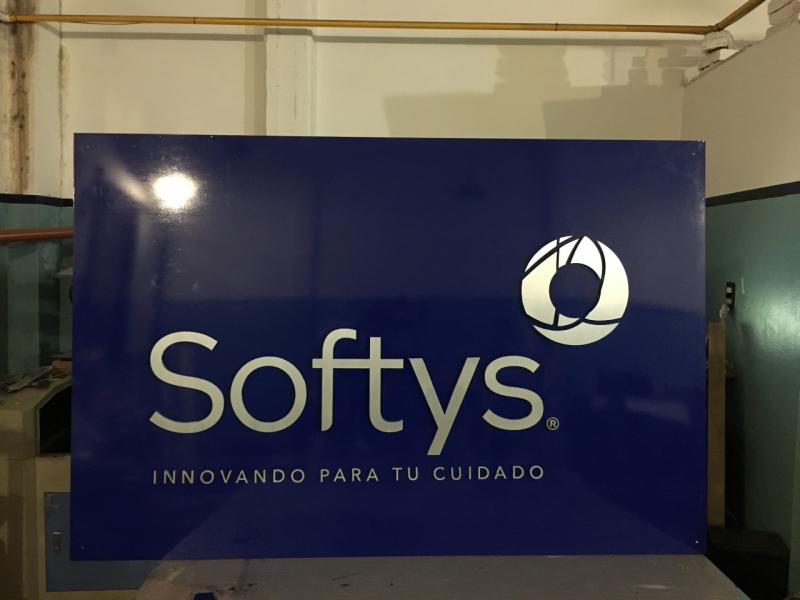 Softys®
INNOVANDO PARA TU CUIDADO